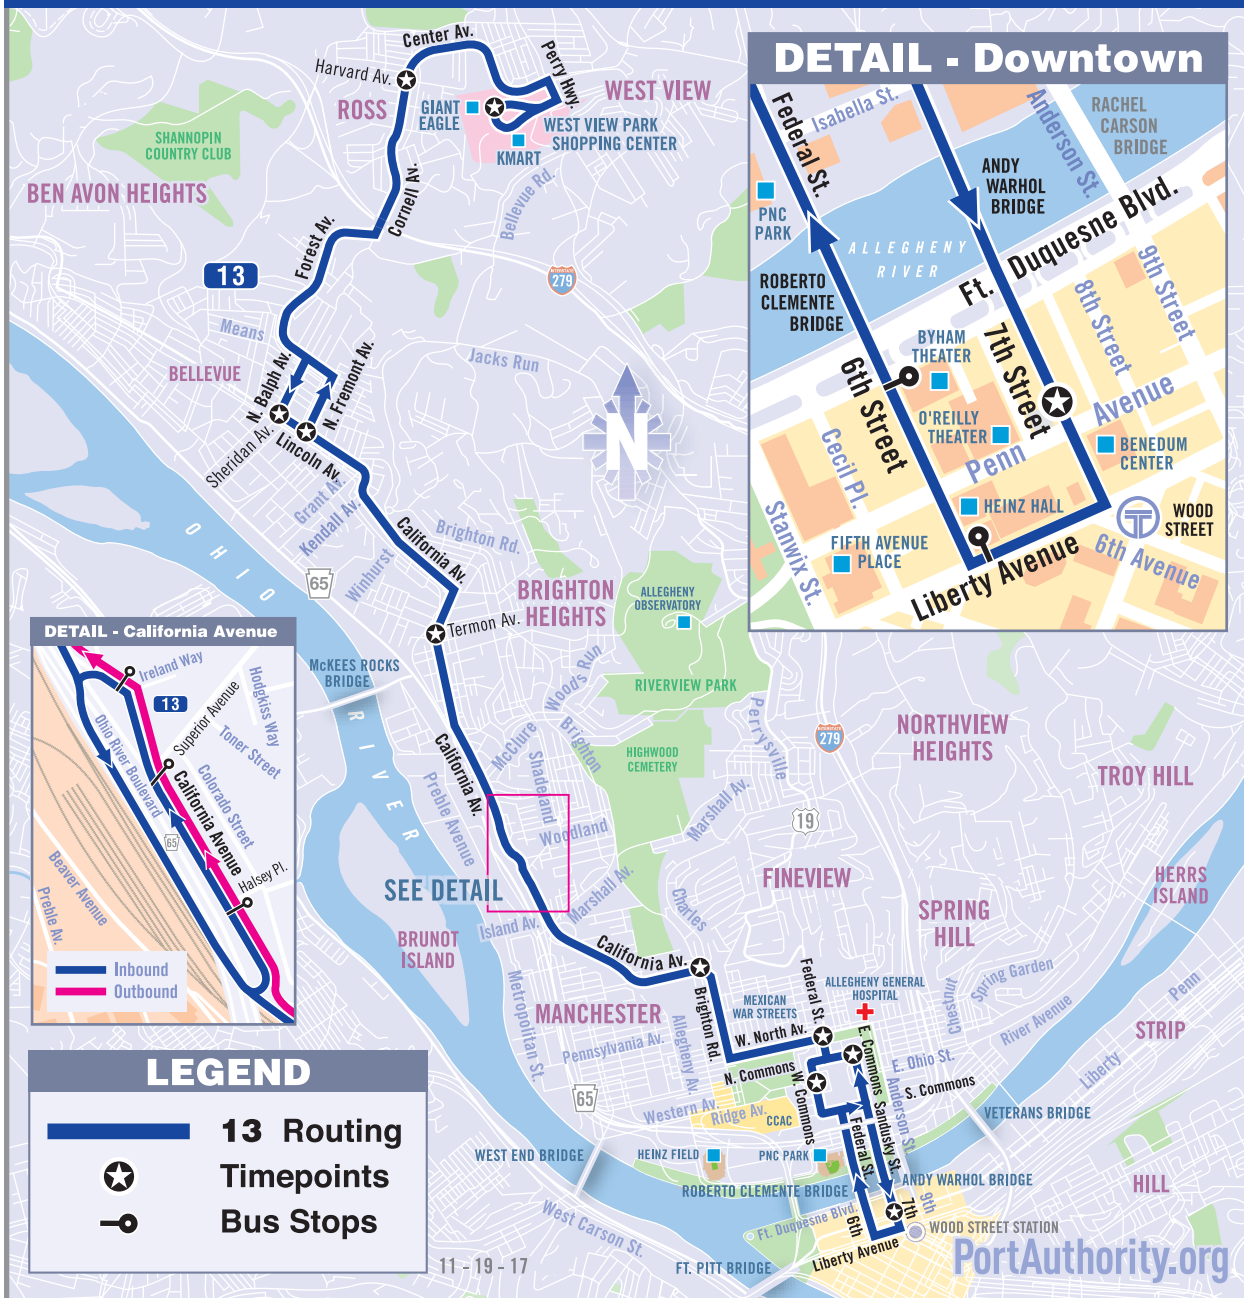 Center Av.
Harvard Av.
ROSS
Perry Hwy.
WEST VIEW
GIANT
EAGLE
WEST VIEW PARK
SHOPPING CENTER
KMART
SHANNOPIN
COUNTRY CLUB
BEN AVON HEIGHTS
Bellevue Rd.
Cornell Av.
Forest Av.
13
INTERSTATE
279
Means
BELLEVUE
Jacks Run
N. Balph Av.
N. Fremont Av.
Sheridan Av.
Lincoln Av.
Grant Av.
Kendall Av.
N
California Av.
Brighton Rd.
OHIO
RIVER
65
Winhurst
BRIGHTON
HEIGHTS
ALLEGHENY
OBSERVATORY
Termon Av.
McKEES ROCKS
BRIDGE
Wood's Run
RIVERVIEW PARK
Perrysville
NORTHVIEW
HEIGHTS
INTERSTATE
279
HIGHWOOD
CEMETERY
TROY HILL
McClure
Brighton
Shadeland
California Av.
Preble Avenue
Woodland
Marshall Av.
19
SEE DETAIL
FINEVIEW
HERRS
ISLAND
Marshall Av.
Charles
SPRING
HILL
Island Av.
BRUNOT
ISLAND
California Av.
Spring Garden
Chestnut
Penn
Metropolitan St.
MANCHESTER
Brighton Rd.
MEXICAN
WAR STREETS
Federal St.
ALLEGHENY GENERAL
HOSPITAL
River Avenue
STRIP
W. North Av.
Pennsylvania Av.
Allegheny Av.
N. Commons
W. Commons
E. Commons
E. Ohio St.
Liberty
S. Commons
Anderson St.
65
Western Av.
Ridge Av.
CCAC
Sandusky St.
Federal St.
VETERANS BRIDGE
WEST END BRIDGE
HEINZ FIELD
PNC PARK
ROBERTO CLEMENTE BRIDGE
ANDY WARHOL BRIDGE
HILL
West Carson St.
Ft. Duquesne Blvd.
6th
7th
9th
WOOD STREET STATION
Liberty Avenue
FT. PITT BRIDGE
PortAuthority.org
11 - 19 - 17
DETAIL - Downtown
Federal St.
Isabella St.
Anderson St.
RACHEL
CARSON
BRIDGE
ANDY
WARHOL
BRIDGE
PNC
PARK
ALLEGHENY
RIVER
ROBERTO
CLEMENTE
BRIDGE
Ft. Duquesne Blvd.
9th Street
8th Street
7th Street
BYHAM
THEATER
6th Street
O'REILLY
THEATER
Penn Avenue
BENEDUM
CENTER
Cecil Pl.
HEINZ HALL
T
WOOD
STREET
Stanwix St.
FIFTH AVENUE
PLACE
Liberty Avenue
6th Avenue
DETAIL - California Avenue
Ireland Way
13
Hodgkiss Way
Superior Avenue
Toner Street
Ohio River Boulevard
Colorado Street
California Avenue
65
Halsey Pl.
Beaver Avenue
Preble Av.
Inbound
Outbound
LEGEND
13 Routing
Timepoints
Bus Stops